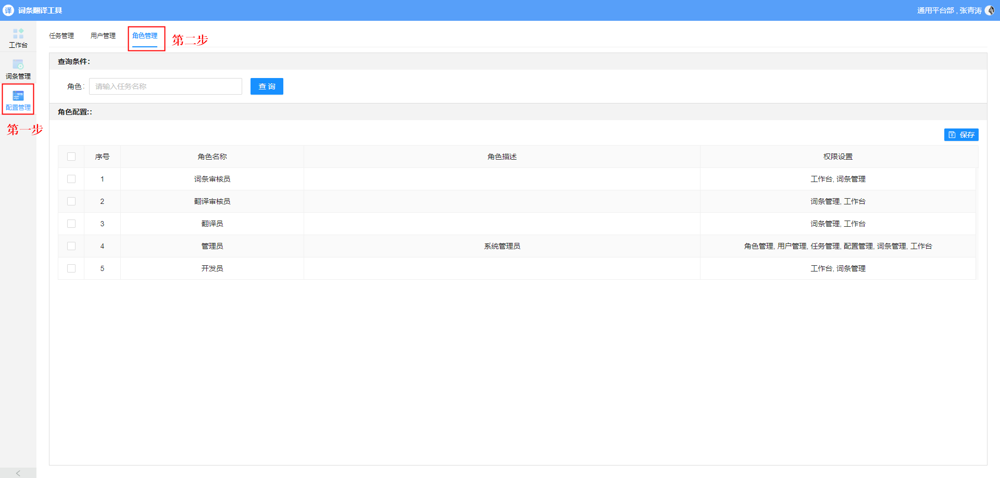 译 词条翻译工具
通用平台部 , 张青涛
工作台
词条管理
SYS
配置管理
第一步
任务管理 用户管理 角色管理 第二步
查询条件:
角色: 请输入任务名称 查 询
角色配置::
保存
序号 角色名称 角色描述 权限设置
1 词条审核员 工作台, 词条管理
2 翻译审核员 词条管理, 工作台
3 翻译员 词条管理, 工作台
4 管理员 系统管理员 角色管理, 用户管理, 任务管理, 配置管理, 词条管理, 工作台
5 开发员 工作台, 词条管理